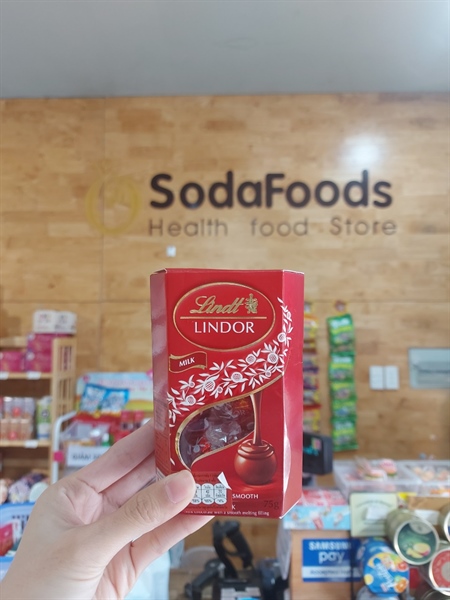 SodaFoods
Health food Store
Lindt
LINDOR
MILK
SMOOTH
SAMSUNG
pay